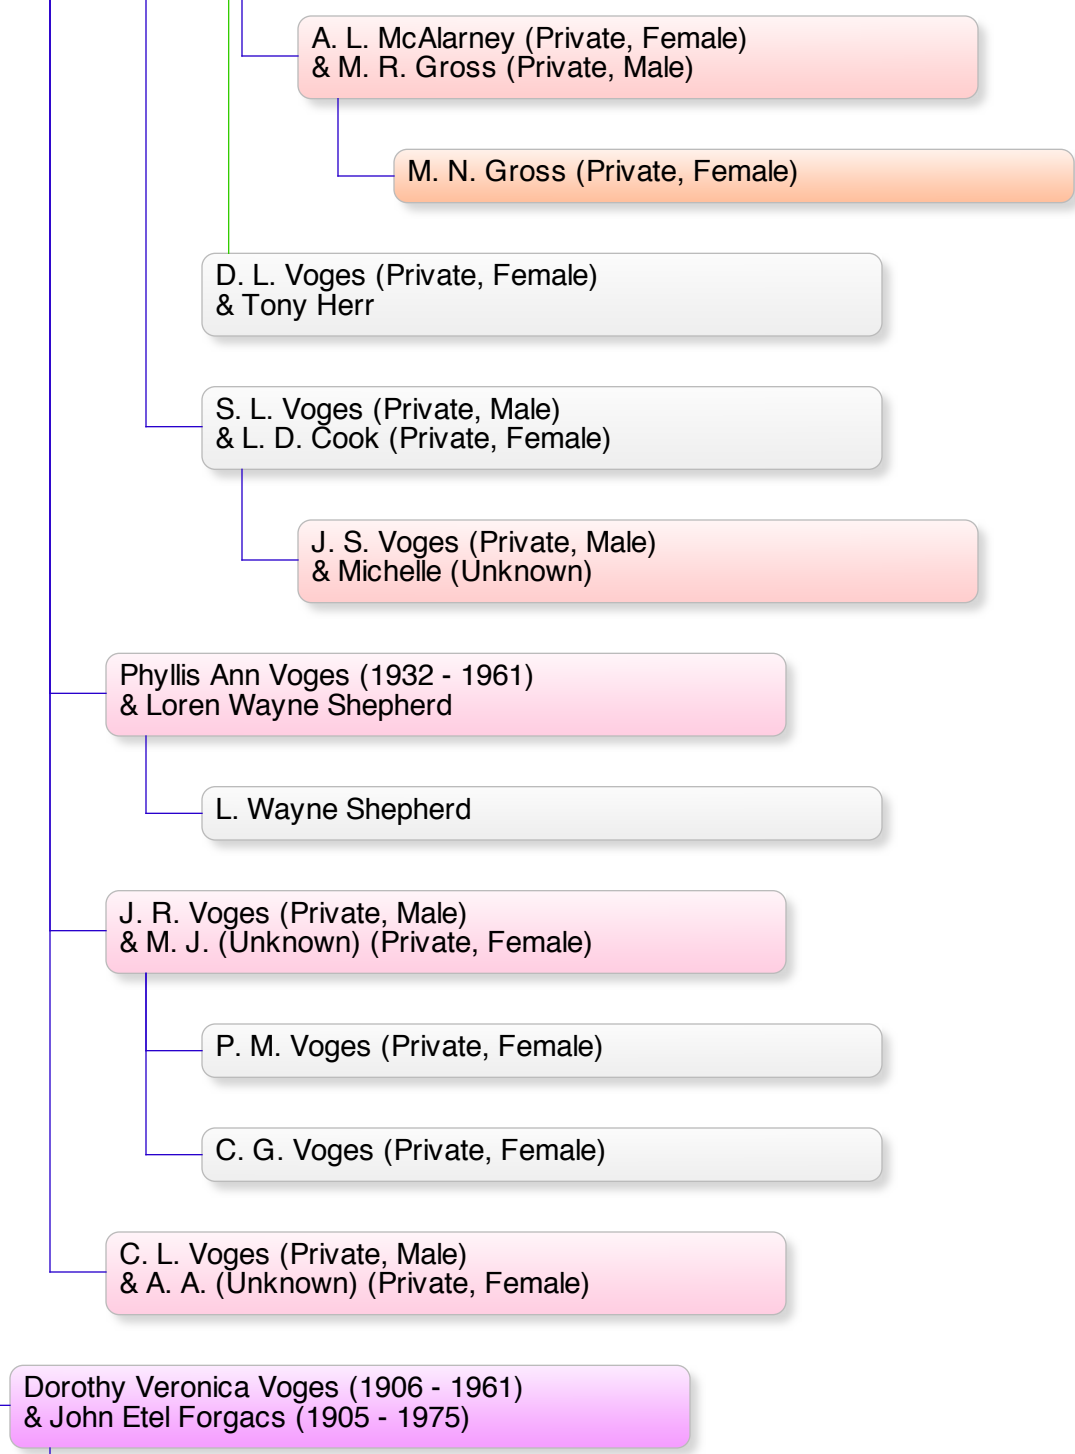 A. L. McAlarney (Private, Female)
& M. R. Gross (Private, Male)
M. N. Gross (Private, Female)
D. L. Voges (Private, Female)
& Tony Herr
S. L. Voges (Private, Male)
& L. D. Cook (Private, Female)
J. S. Voges (Private, Male)
& Michelle (Unknown)
Phyllis Ann Voges (1932 - 1961)
& Loren Wayne Shepherd
L. Wayne Shepherd
J. R. Voges (Private, Male)
& M. J. (Unknown) (Private, Female)
P. M. Voges (Private, Female)
C. G. Voges (Private, Female)
C. L. Voges (Private, Male)
& A. A. (Unknown) (Private, Female)
Dorothy Veronica Voges (1906 - 1961)
& John Etel Forgacs (1905 - 1975)